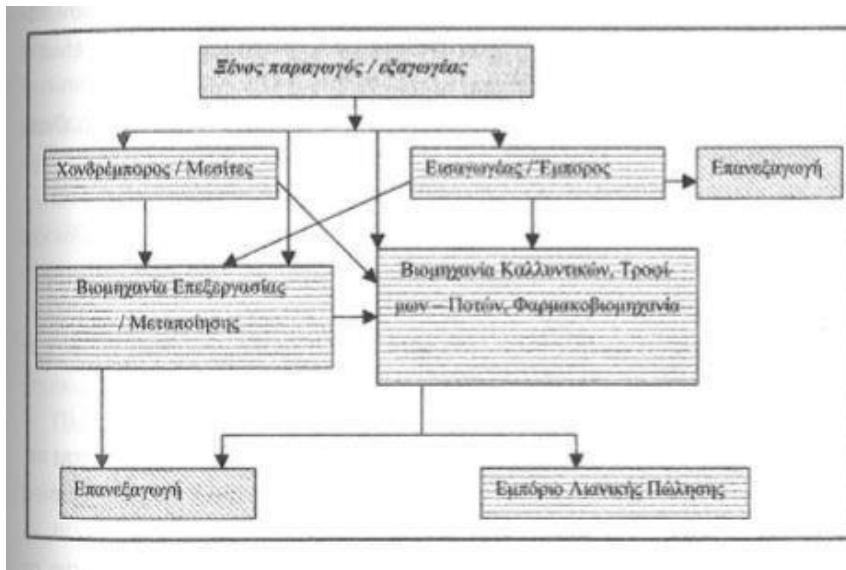 Ξένος παραγωγός / εξαγωγέας
Χονδρέμπορος / Μεσίτες
Εισαγωγέας / Έμπορος
Επανεξαγωγή
Βιομηχανία Επεξεργασίας
/ Μεταποίησης
Βιομηχανία Καλλυντικών, Τροφί-
μων – Ποτών, Φαρμακοβιομηχανία
Επανεξαγωγή
Εμπόριο Λιανικής Πώλησης